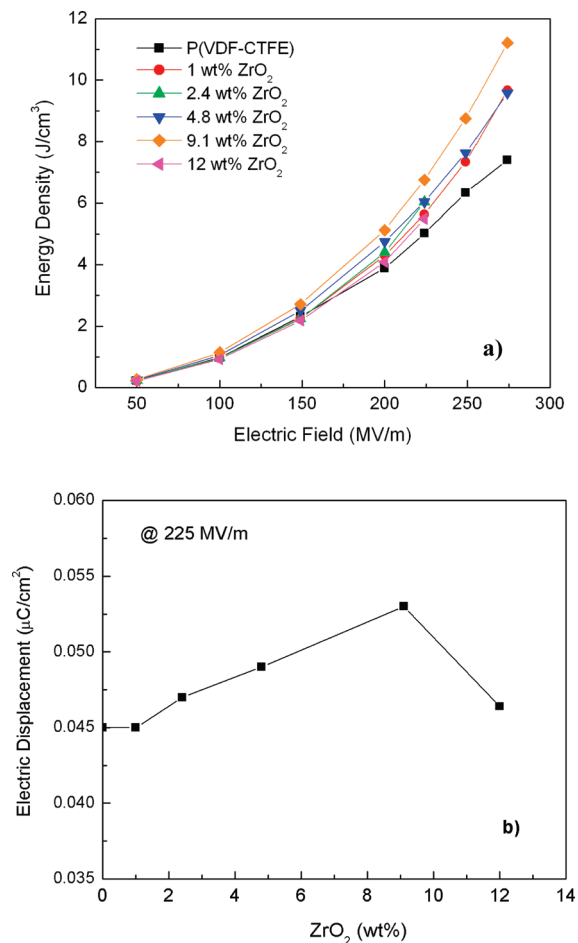 12
10
8
6
4
2
0
Energy Density (J/cm³)
P(VDF-CTFE)
1 wt% ZrO₂
2.4 wt% ZrO₂
4.8 wt% ZrO₂
9.1 wt% ZrO₂
12 wt% ZrO₂
a)
50 100 150 200 250 300
Electric Field (MV/m)
0.060
0.055
0.050
0.045
0.040
0.035
Electric Displacement (μC/cm²)
@ 225 MV/m
b)
0 2 4 6 8 10 12 14
ZrO₂ (wt%)